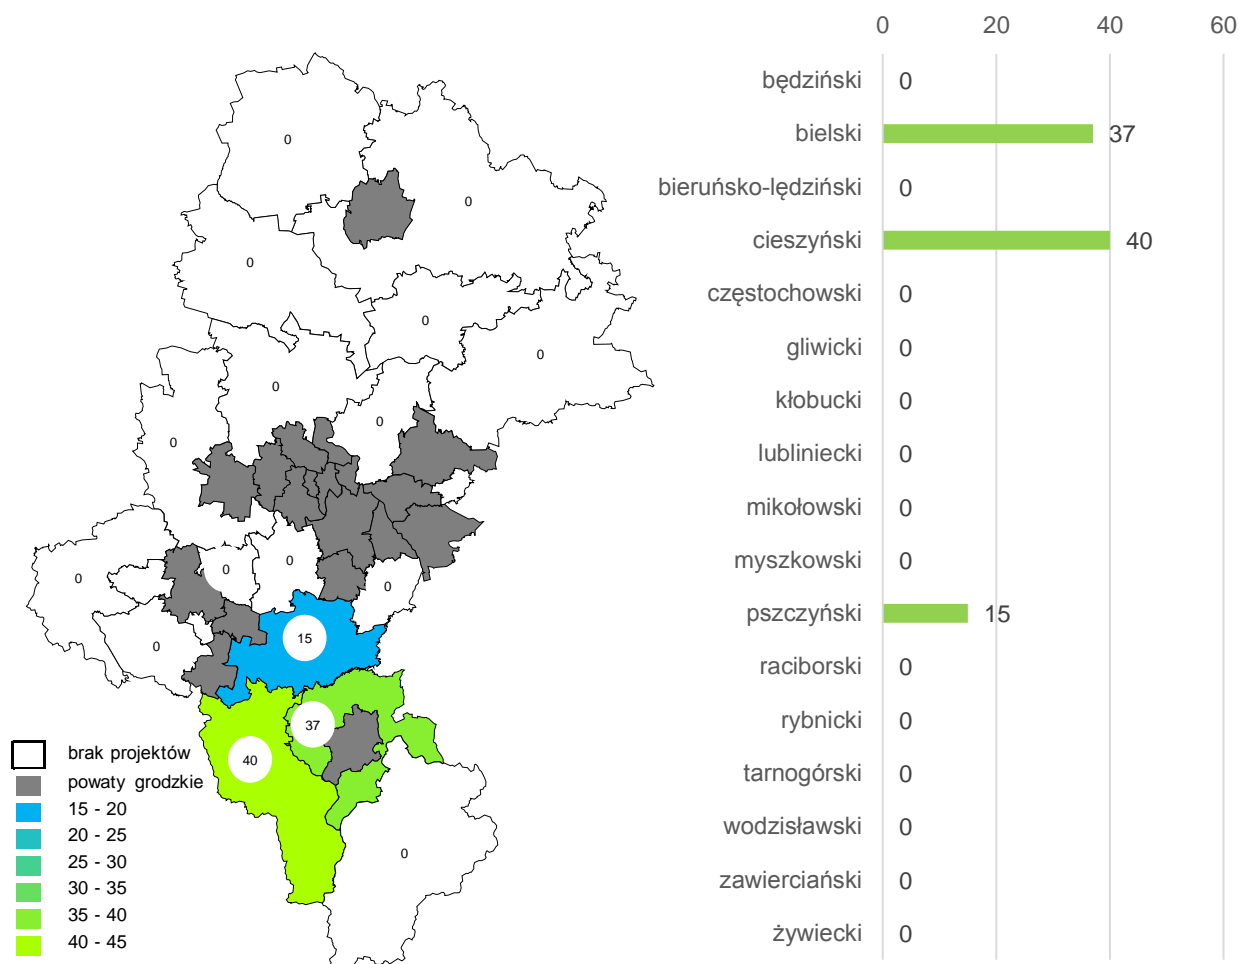 0
0
0
0
0
0
0
0
0
0
0
0
0
0
15
37
40
0
brak projektów
powaty grodzkie
15 - 20
20 - 25
25 - 30
30 - 35
35 - 40
40 - 45
0 20 40 60
będziński 0
bielski 37
bieruńsko-lędziński 0
cieszyński 40
częstochowski 0
gliwicki 0
kłobucki 0
lubliniecki 0
mikołowski 0
myszkowski 0
pszczyński 15
raciborski 0
rybnicki 0
tarnogórski 0
wodzisławski 0
zawierciański 0
żywiecki 0